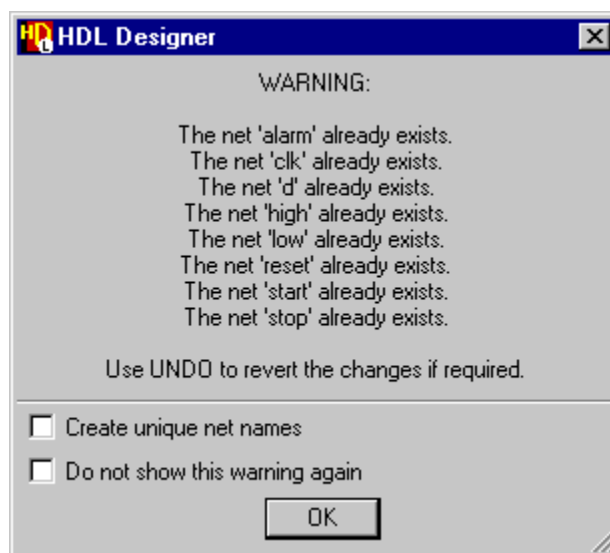 HDL Designer
WARNING:
The net 'alarm' already exists.
The net 'clk' already exists.
The net 'd' already exists.
The net 'high' already exists.
The net 'low' already exists.
The net 'reset' already exists.
The net 'start' already exists.
The net 'stop' already exists.
Use UNDO to revert the changes if required.
Create unique net names
Do not show this warning again
OK